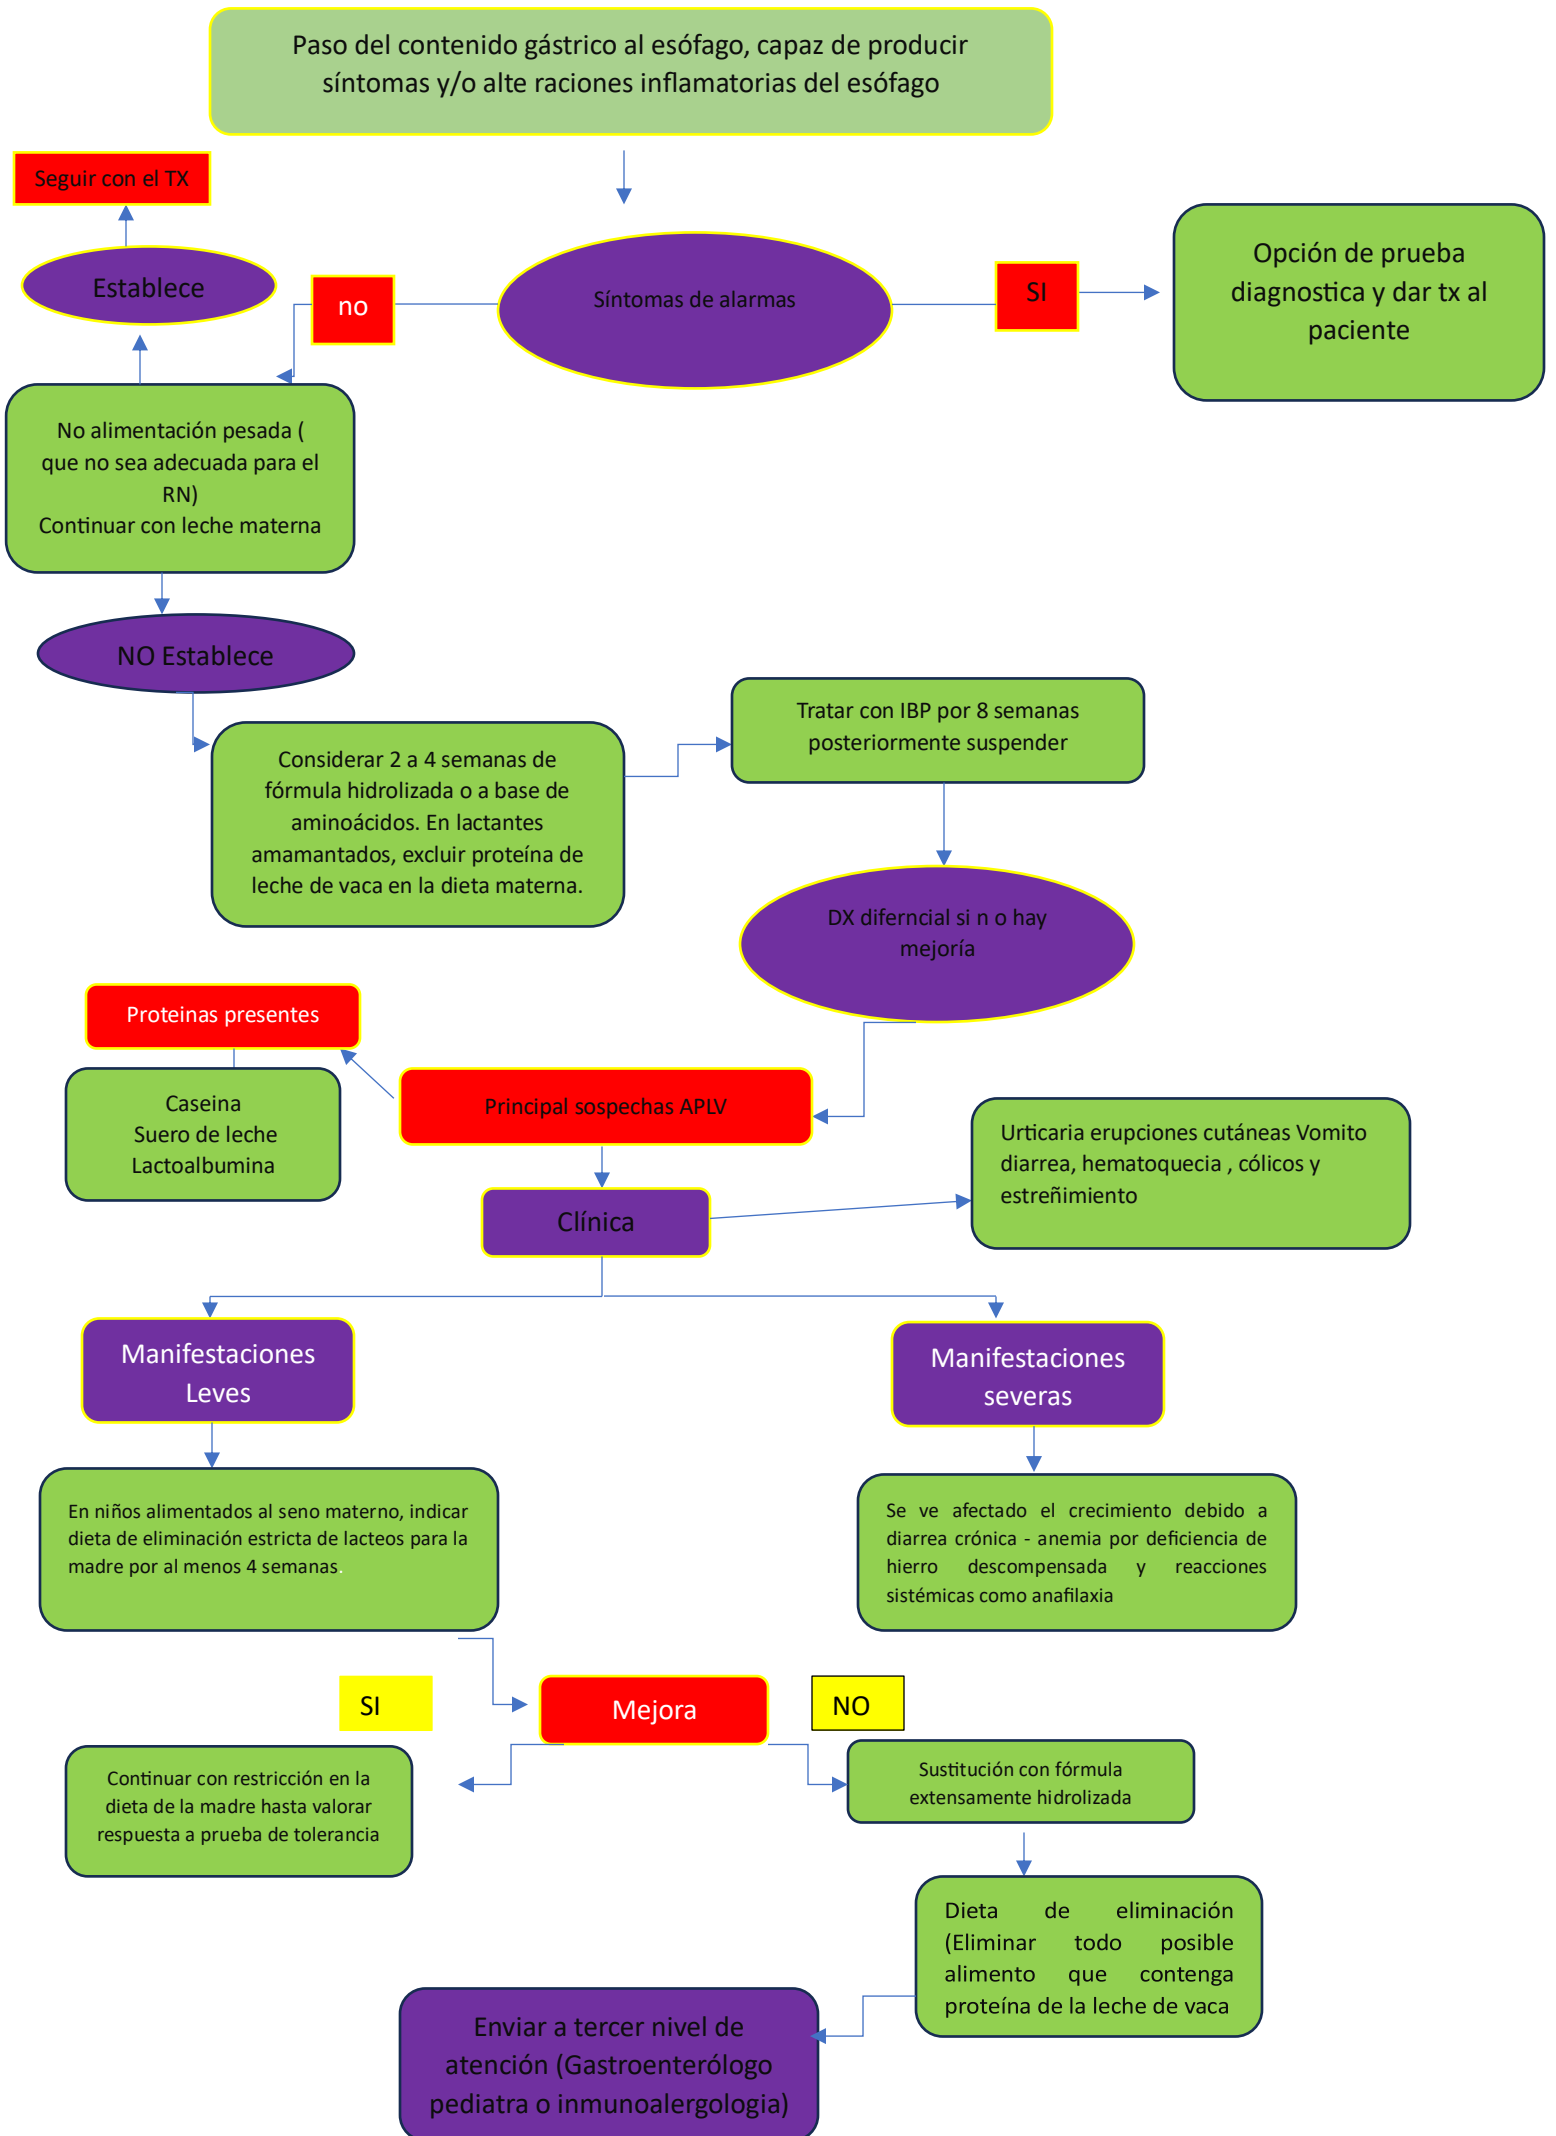 Paso del contenido gástrico al esófago, capaz de producir
síntomas y/o alte raciones inflamatorias del esófago
Seguir con el TX
Establece
no
Síntomas de alarmas
SI
Opción de prueba
diagnostica y dar tx al
paciente
No alimentación pesada (
que no sea adecuada para el
RN)
Continuar con leche materna
NO Establece
Considerar 2 a 4 semanas de
fórmula hidrolizada o a base de
aminoácidos. En lactantes
amamantados, excluir proteína de
leche de vaca en la dieta materna.
Tratar con IBP por 8 semanas
posteriormente suspender
DX diferncial si n o hay
mejoría
Proteinas presentes
Caseina
Suero de leche
Lactoalbumina
Principal sospechas APLV
Urticaria erupciones cutáneas Vomito
diarrea, hematoquecia , cólicos y
estreñimiento
Clínica
Manifestaciones
Leves
Manifestaciones
severas
En niños alimentados al seno materno, indicar
dieta de eliminación estricta de lacteos para la
madre por al menos 4 semanas.
Se ve afectado el crecimiento debido a
diarrea crónica - anemia por deficiencia de
hierro descompensada y reacciones
sistémicas como anafilaxia
SI
Mejora
NO
Continuar con restricción en la
dieta de la madre hasta valorar
respuesta a prueba de tolerancia
Sustitución con fórmula
extensamente hidrolizada
Dieta de eliminación
(Eliminar todo posible
alimento que contenga
proteína de la leche de vaca
Enviar a tercer nivel de
atención (Gastroenterólogo
pediatra o inmunoalergologia)